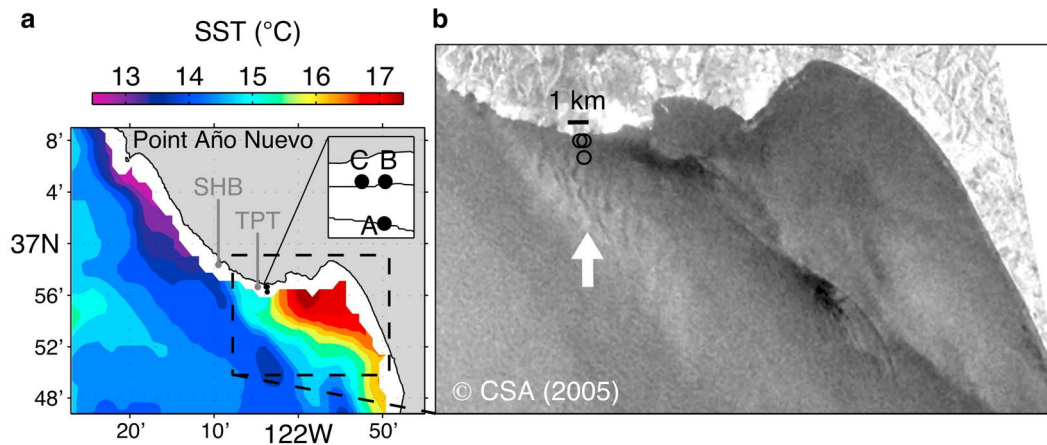 a
SST (°C)
13 14 15 16 17
8'
Point Año Nuevo
4'
SHB
C B
TPT
A
37N
56'
52'
48'
20' 10' 122W 50'
b
1 km
© CSA (2005)